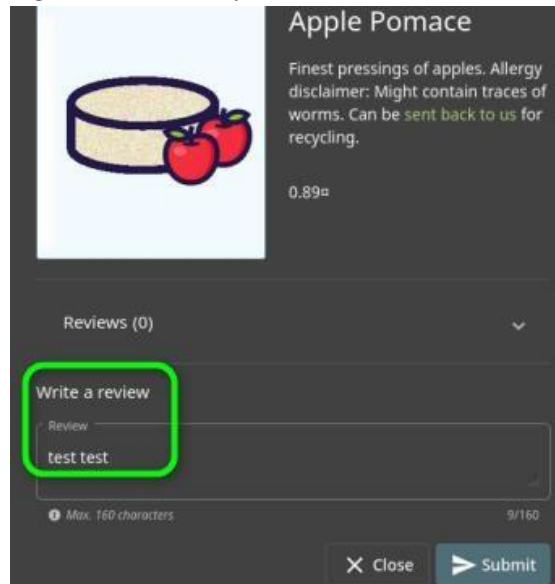 Apple Pomace
Finest pressings of apples. Allergy
disclaimer: Might contain traces of
worms. Can be sent back to us for
recycling.
0.89¤
Reviews (0)
Write a review
Review
test test
Max. 160 characters
9/160
Close
Submit